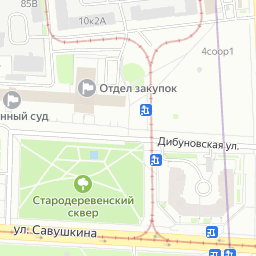 85В
10к2А
4соор1
Отдел закупок
нный суд
Дибуновская ул.
Стародеревенский
сквер
ул. Савушкина